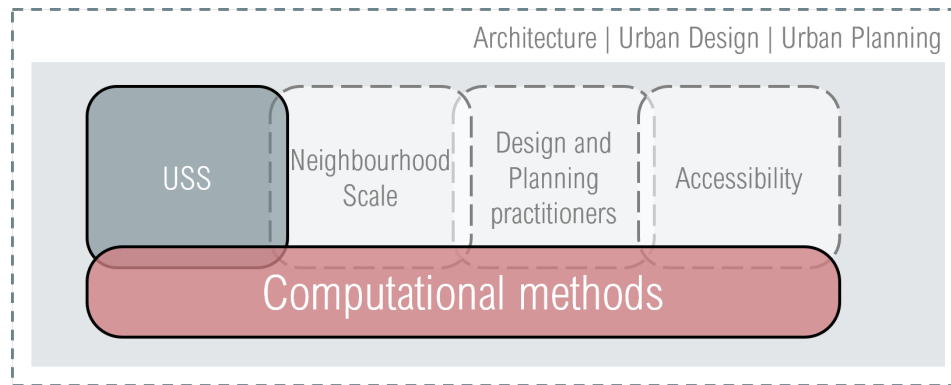 Architecture | Urban Design | Urban Planning
USS
Neighbourhood
Scale
Design and
Planning
practitioners
Accessibility
Computational methods